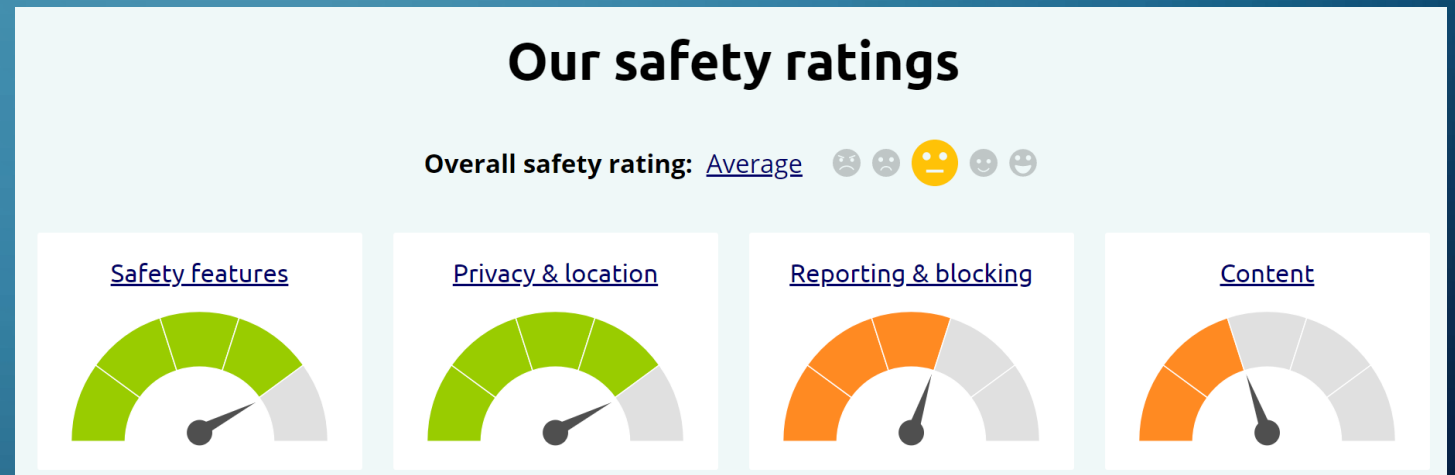 Our safety ratings
Overall safety rating: Average
Safety features
Privacy & location
Reporting & blocking
Content